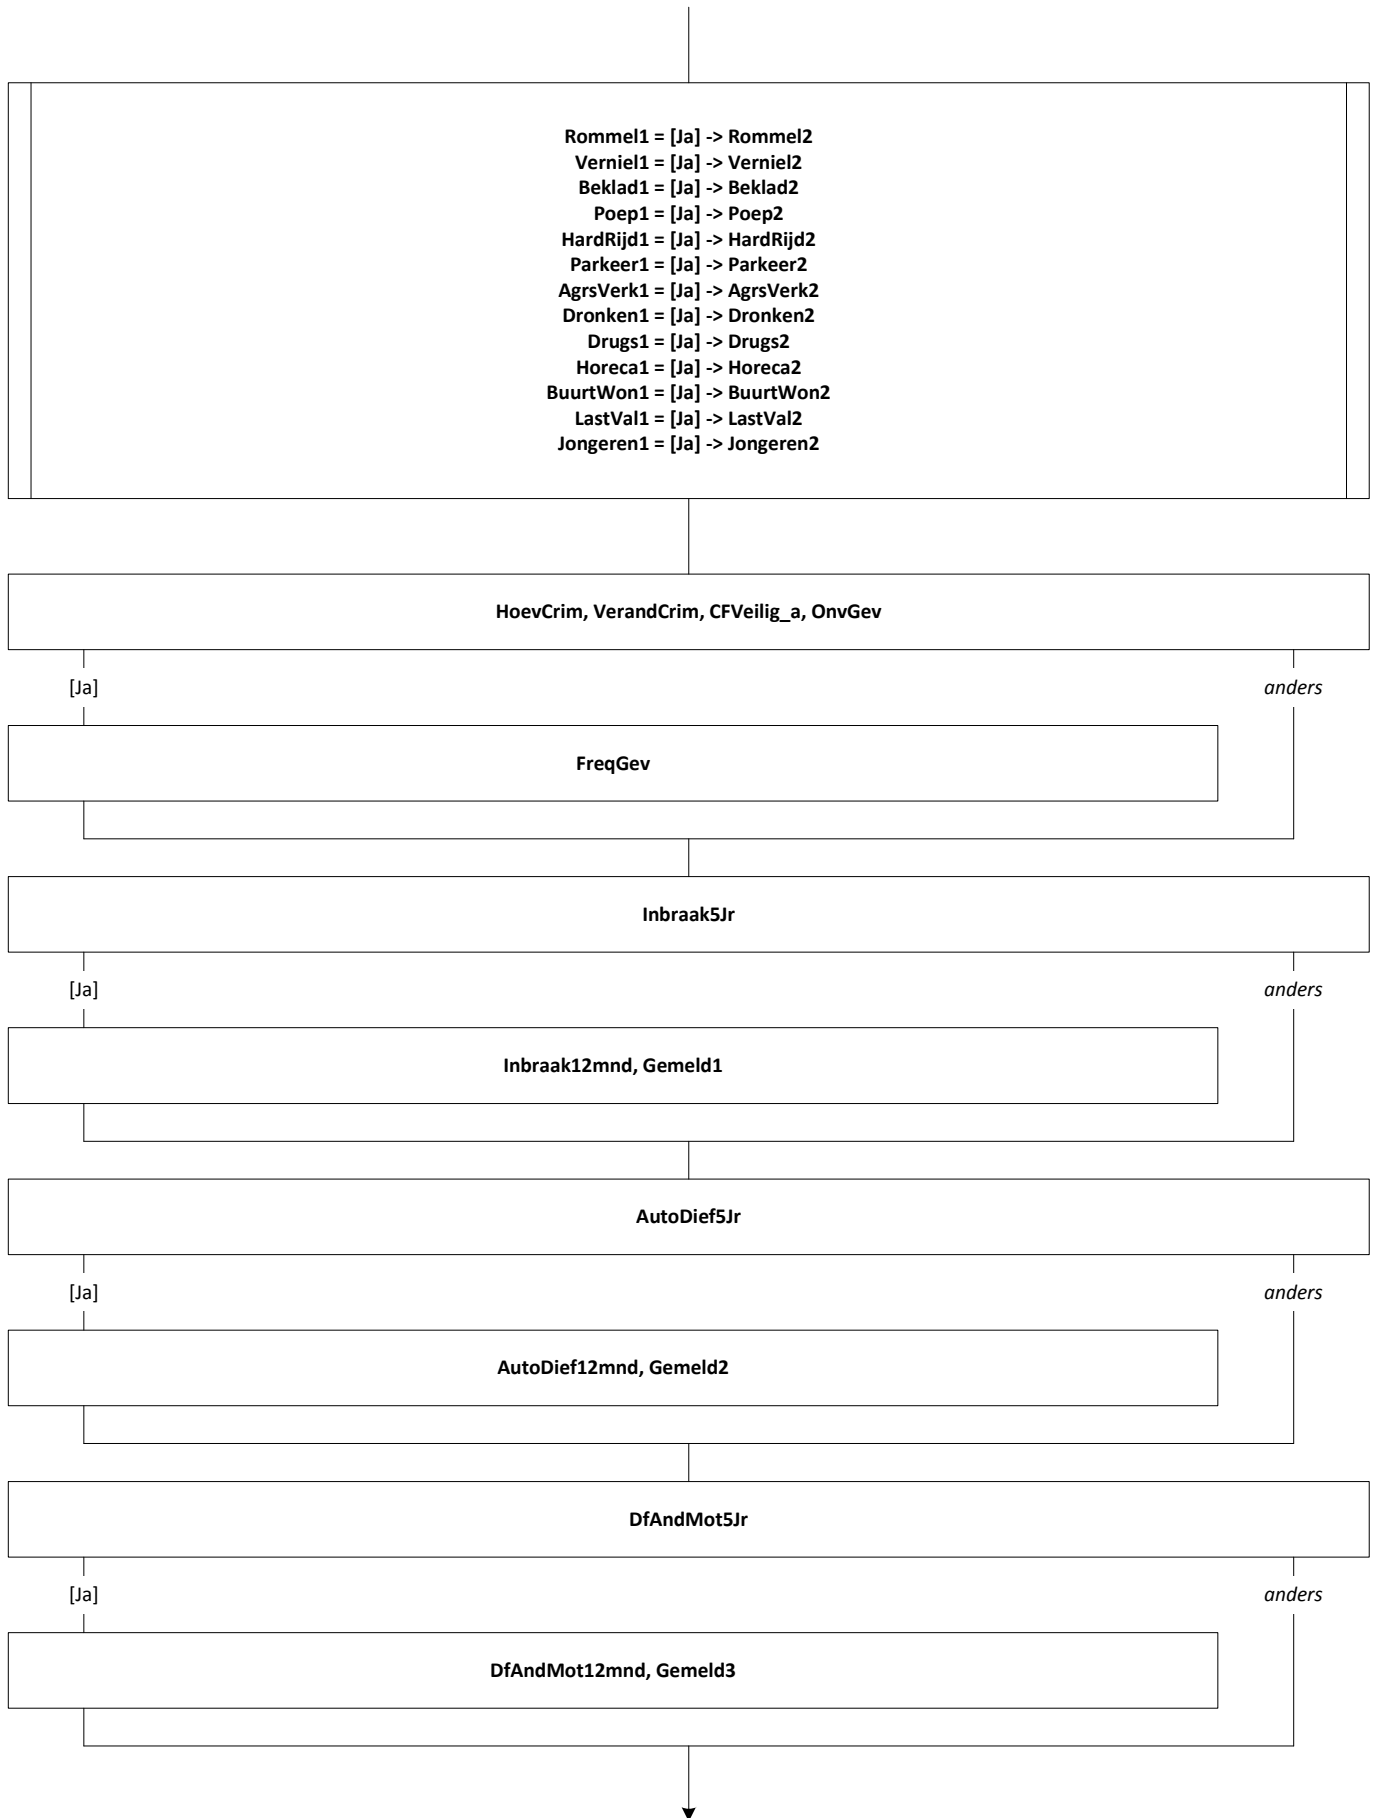 Rommel1 = [Ja] -> Rommel2
Verniel1 = [Ja] -> Verniel2
Beklad1 = [Ja] -> Beklad2
Poep1 = [Ja] -> Poep2
HardRijd1 = [Ja] -> HardRijd2
Parkeer1 = [Ja] -> Parkeer2
AgrsVerk1 = [Ja] -> AgrsVerk2
Dronken1 = [Ja] -> Dronken2
Drugs1 = [Ja] -> Drugs2
Horeca1 = [Ja] -> Horeca2
BuurtWon1 = [Ja] -> BuurtWon2
LastVal1 = [Ja] -> LastVal2
Jongeren1 = [Ja] -> Jongeren2
HoevCrim, VerandCrim, CFVeilig_a, OnvGev
[Ja]
anders
FreqGev
Inbraak5Jr
[Ja]
anders
Inbraak12mnd, Gemeld1
AutoDief5Jr
[Ja]
anders
AutoDief12mnd, Gemeld2
DfAndMot5Jr
[Ja]
anders
DfAndMot12mnd, Gemeld3